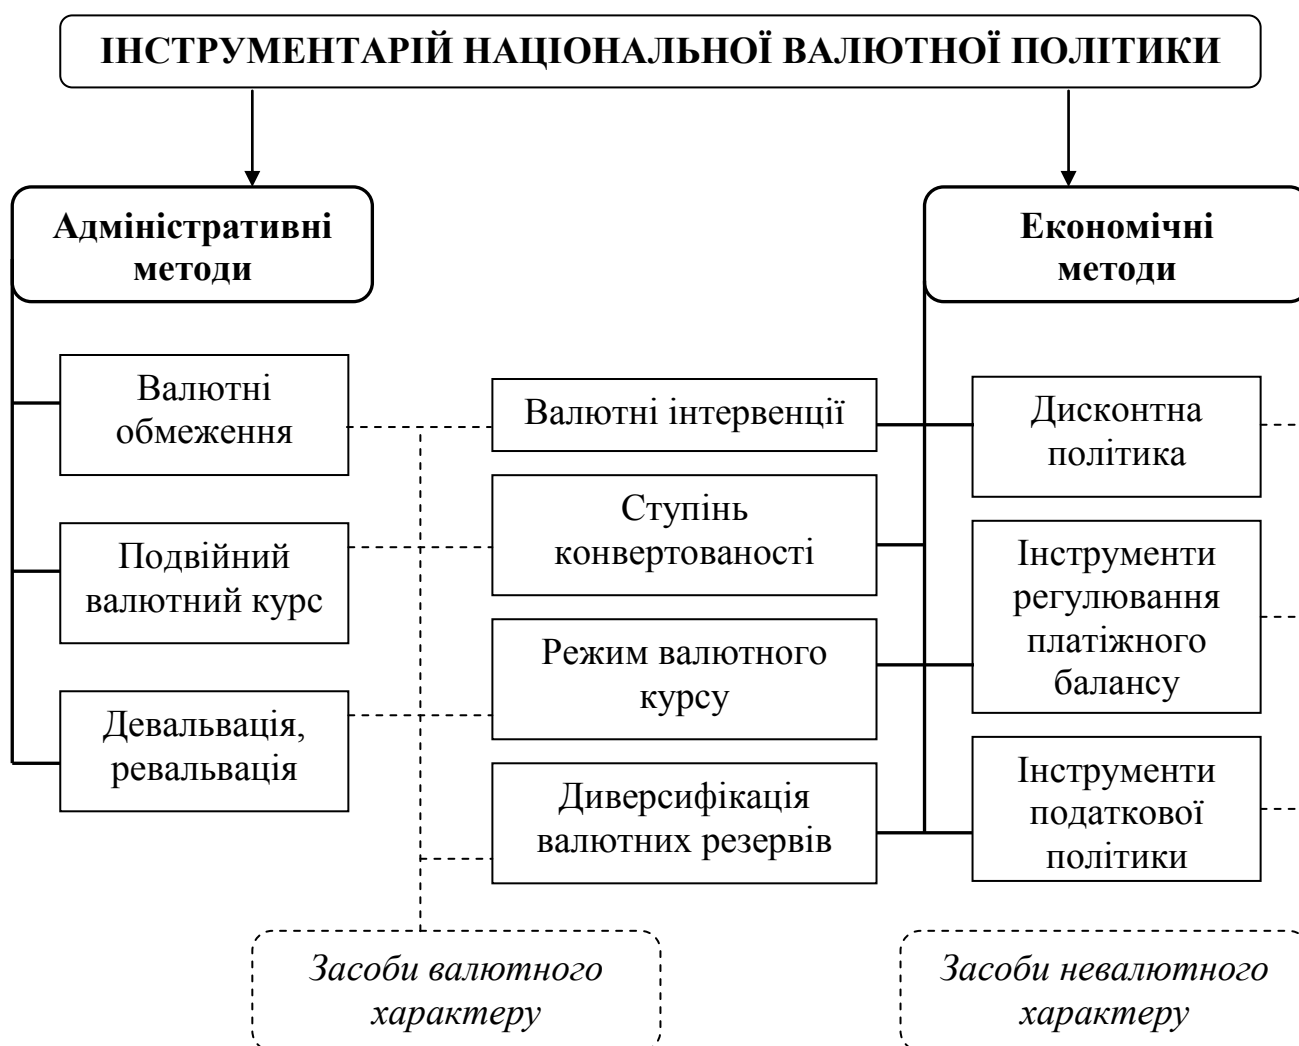 ІНСТРУМЕНТАРІЙ НАЦІОНАЛЬНОЇ ВАЛЮТНОЇ ПОЛІТИКИ
Адміністративні
методи
Економічні
методи
Валютні
обмеження
Подвійний
валютний курс
Девальвація,
ревальвація
Валютні інтервенції
Ступінь
конвертованості
Режим валютного
курсу
Диверсифікація
валютних резервів
Дисконтна
політика
Інструменти
регулювання
платіжного
балансу
Інструменти
податкової
політики
Засоби валютного
характеру
Засоби невалютного
характеру